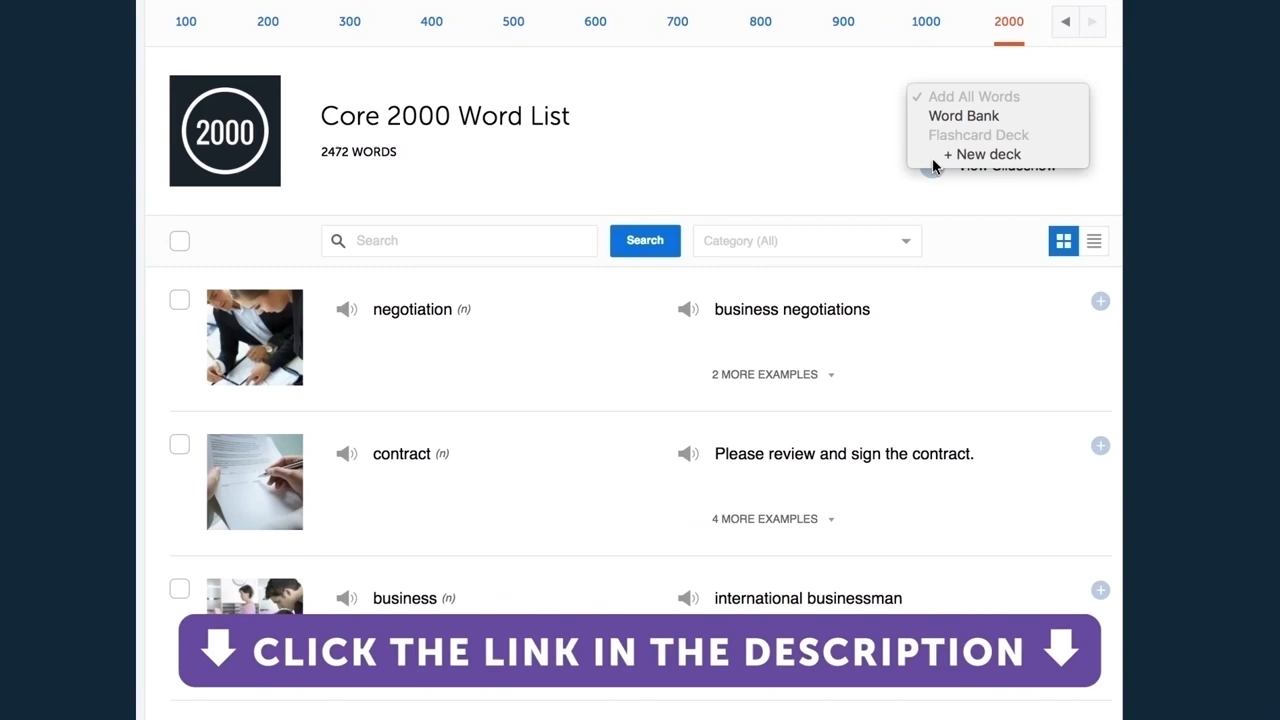 100 200 300 400 500 600 700 800 900 1000 2000
2000
Core 2000 Word List
2472 WORDS
✓ Add All Words
Word Bank
Flashcard Deck
+ New deck
View Slideshow
Search
Search
Category (All)
negotiation (n)
business negotiations
2 MORE EXAMPLES
contract (n)
Please review and sign the contract.
4 MORE EXAMPLES
business (n)
international businessman
CLICK THE LINK IN THE DESCRIPTION